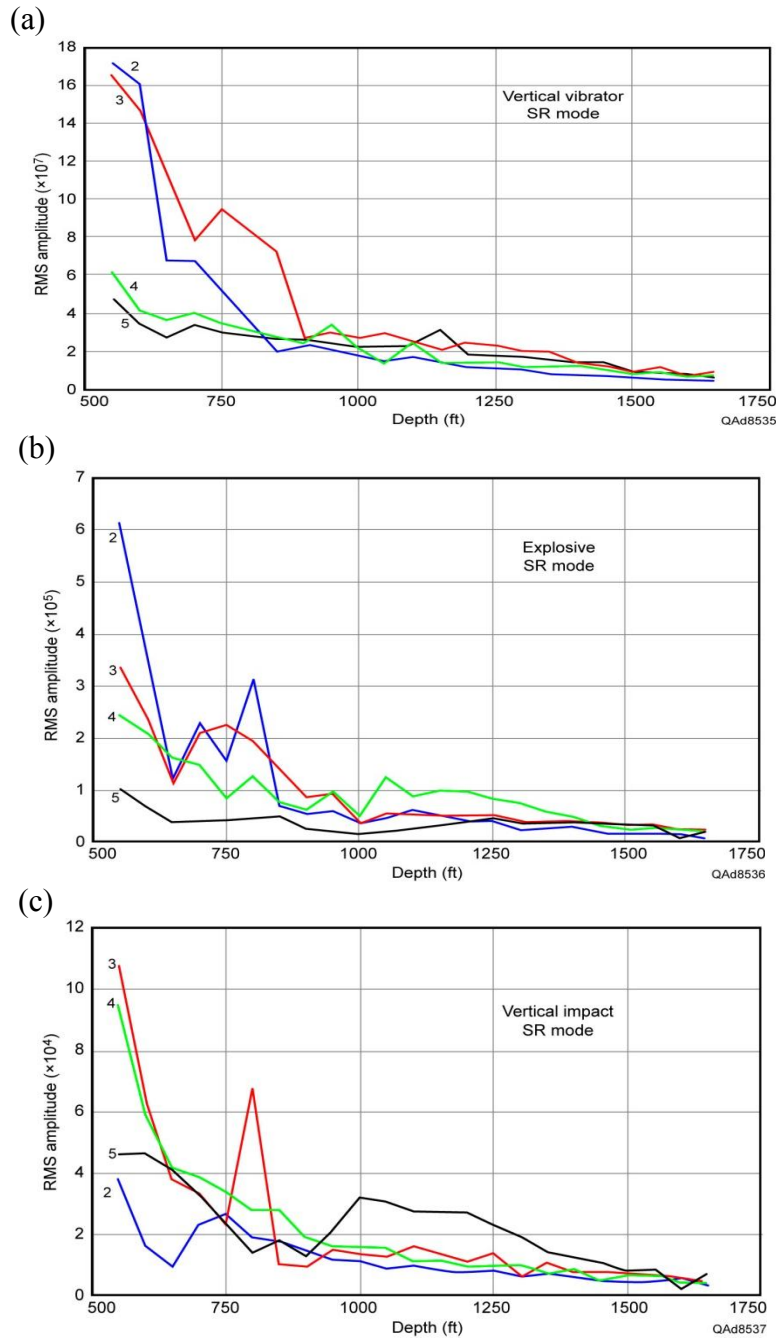 (a)
18
16
14
12
10
8
6
4
2
0
RMS amplitude (×10⁷)
2
3
4
5
Vertical vibrator
SR mode
500 750 1000 1250 1500 1750
Depth (ft)
QAd8535
(b)
7
6
5
4
3
2
1
0
RMS amplitude (×10⁵)
2
3
4
5
Explosive
SR mode
500 750 1000 1250 1500 1750
Depth (ft)
QAd8536
(c)
12
10
8
6
4
2
0
RMS amplitude (×10⁴)
3
4
5
2
Vertical impact
SR mode
500 750 1000 1250 1500 1750
Depth (ft)
QAd8537